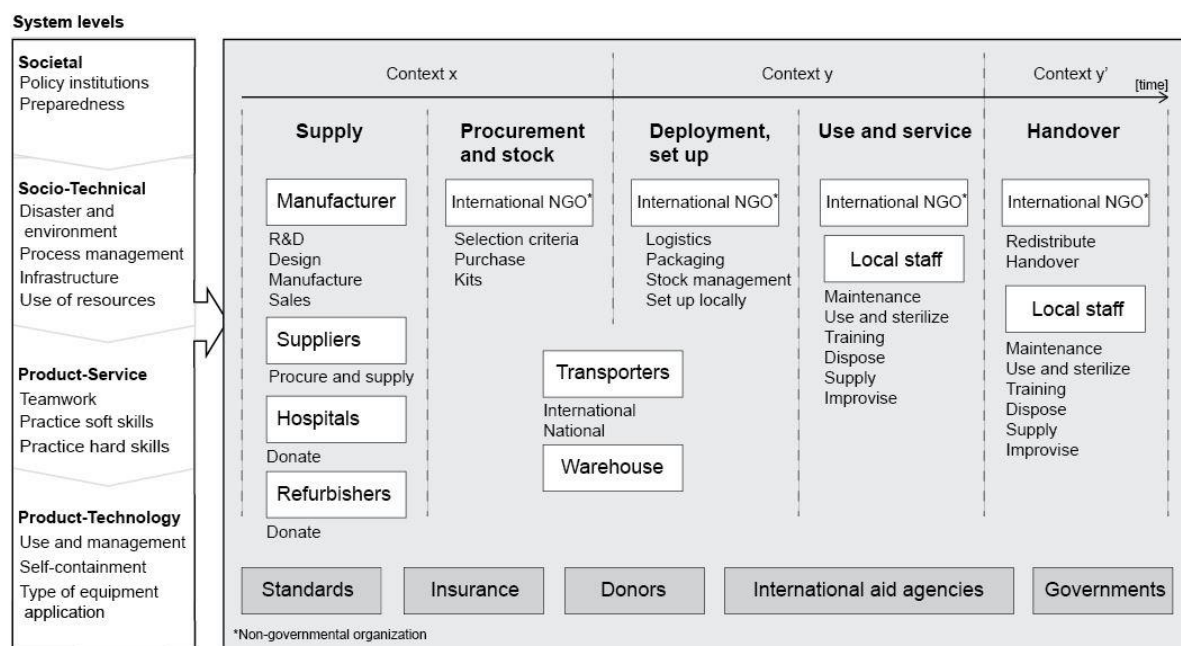 System levels
Societal
Policy institutions
Preparedness
Socio-Technical
Disaster and
environment
Process management
Infrastructure
Use of resources
Product-Service
Teamwork
Practice soft skills
Practice hard skills
Product-Technology
Use and management
Self-containment
Type of equipment
application
Context x
Context y
Context y'
[time]
Supply
Manufacturer
R&D
Design
Manufacture
Sales
Suppliers
Procure and supply
Hospitals
Donate
Refurbishers
Donate
Procurement
and stock
International NGO*
Selection criteria
Purchase
Kits
Deployment,
set up
International NGO*
Logistics
Packaging
Stock management
Set up locally
Transporters
International
National
Warehouse
Use and service
International NGO*
Local staff
Maintenance
Use and sterilize
Training
Dispose
Supply
Improvise
Handover
International NGO*
Redistribute
Handover
Local staff
Maintenance
Use and sterilize
Training
Dispose
Supply
Improvise
Standards
Insurance
Donors
International aid agencies
Governments
*Non-governmental organization